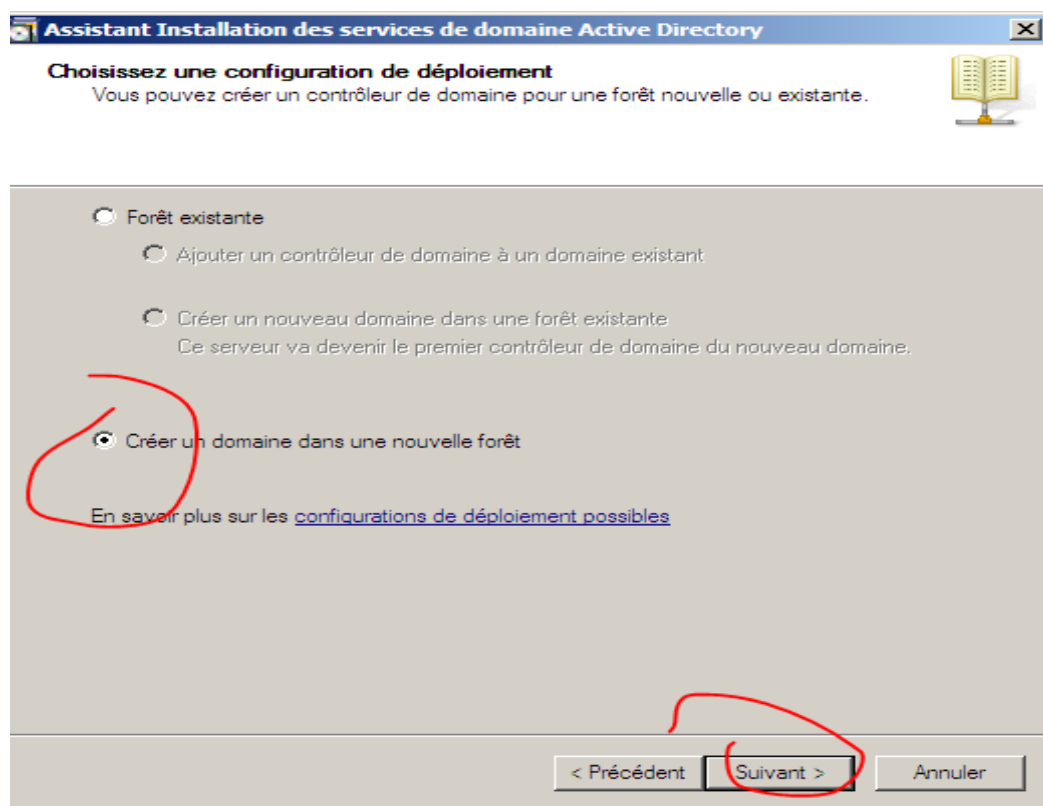 Assistant Installation des services de domaine Active Directory
Choisissez une configuration de déploiement
Vous pouvez créer un contrôleur de domaine pour une forêt nouvelle ou existante.
Forêt existante
Ajouter un contrôleur de domaine à un domaine existant
Créer un nouveau domaine dans une forêt existante
Ce serveur va devenir le premier contrôleur de domaine du nouveau domaine.
Créer un domaine dans une nouvelle forêt
En savoir plus sur les configurations de déploiement possibles
< Précédent Suivant > Annuler